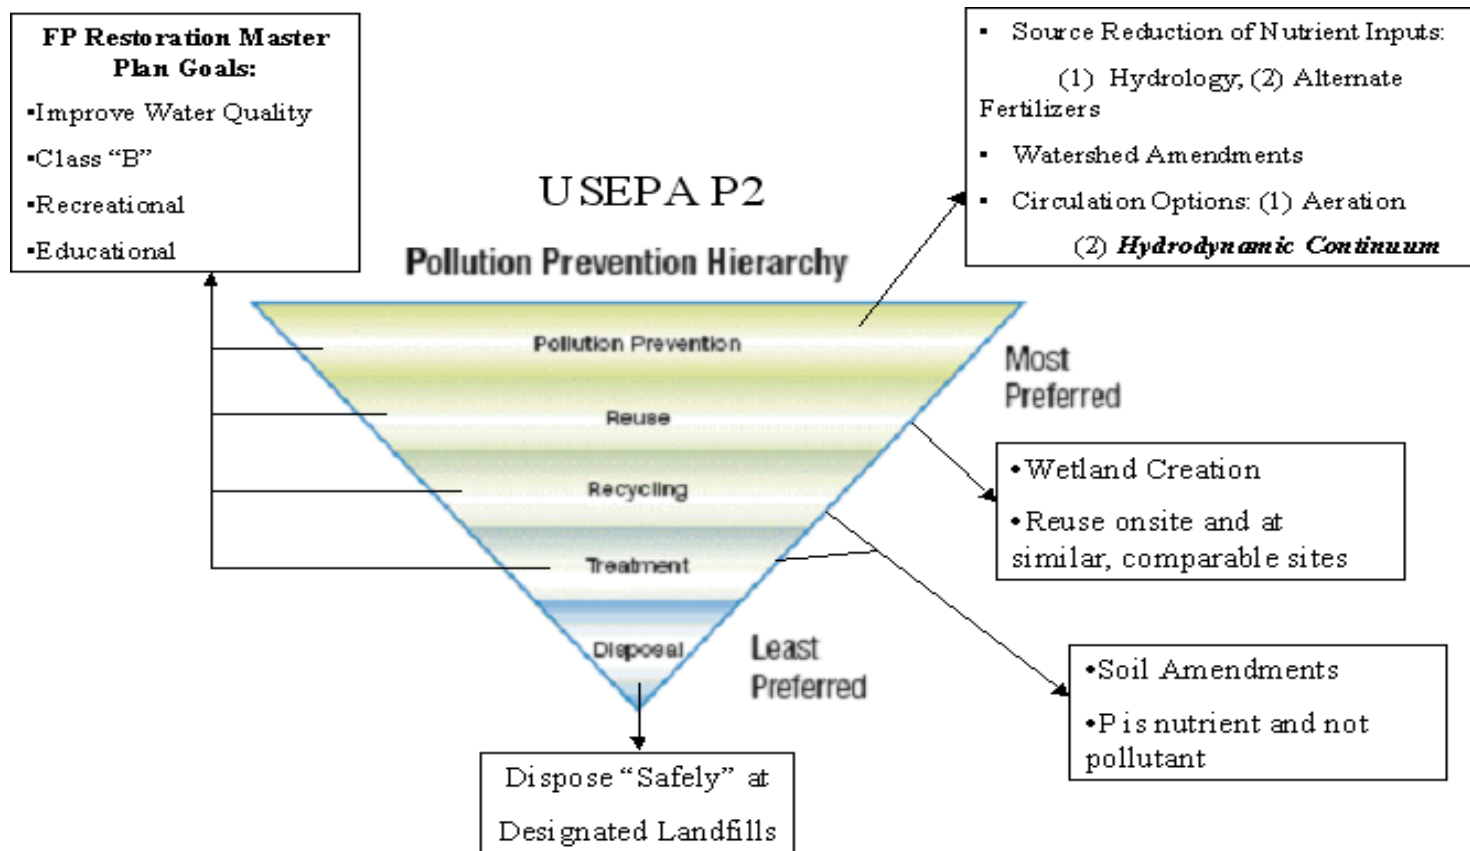 FP Restoration Master
Plan Goals:
▪Improve Water Quality
▪Class “B”
▪Recreational
▪Educational
▪ Source Reduction of Nutrient Inputs:
(1) Hydrology; (2) Alternate
Fertilizers
▪ Watershed Amendments
▪ Circulation Options: (1) Aeration
(2) Hydrodynamic Continuum
USEPA P2
Pollution Prevention Hierarchy
Pollution Prevention
Reuse
Recycling
Treatment
Disposal
Most
Preferred
Least
Preferred
•Wetland Creation
•Reuse onsite and at
similar, comparable sites
•Soil Amendments
•P is nutrient and not
pollutant
Dispose “Safely” at
Designated Landfills